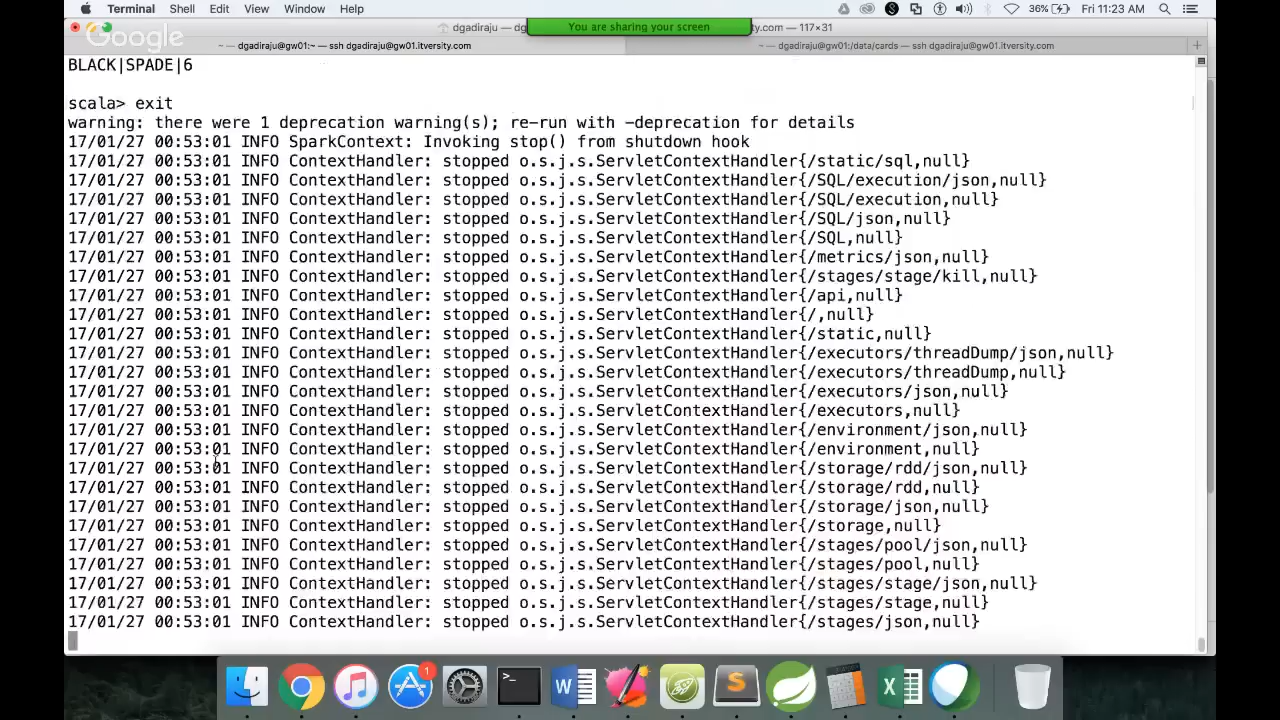 Terminal Shell Edit View Window Help 36% Fri 11:23 AM
Google
dgadiraju — dg
You are sharing your screen
ty.com — 117×31
~ — dgadiraju@gw01:~ — ssh dgadiraju@gw01.itversity.com
~ — dgadiraju@gw01:/data/cards — ssh dgadiraju@gw01.itversity.com
BLACK|SPADE|6
scala> exit
warning: there were 1 deprecation warning(s); re-run with -deprecation for details
17/01/27 00:53:01 INFO SparkContext: Invoking stop() from shutdown hook
17/01/27 00:53:01 INFO ContextHandler: stopped o.s.j.s.ServletContextHandler{/static/sql,null}
17/01/27 00:53:01 INFO ContextHandler: stopped o.s.j.s.ServletContextHandler{/SQL/execution/json,null}
17/01/27 00:53:01 INFO ContextHandler: stopped o.s.j.s.ServletContextHandler{/SQL/execution,null}
17/01/27 00:53:01 INFO ContextHandler: stopped o.s.j.s.ServletContextHandler{/SQL/json,null}
17/01/27 00:53:01 INFO ContextHandler: stopped o.s.j.s.ServletContextHandler{/SQL,null}
17/01/27 00:53:01 INFO ContextHandler: stopped o.s.j.s.ServletContextHandler{/metrics/json,null}
17/01/27 00:53:01 INFO ContextHandler: stopped o.s.j.s.ServletContextHandler{/stages/stage/kill,null}
17/01/27 00:53:01 INFO ContextHandler: stopped o.s.j.s.ServletContextHandler{/api,null}
17/01/27 00:53:01 INFO ContextHandler: stopped o.s.j.s.ServletContextHandler{/,null}
17/01/27 00:53:01 INFO ContextHandler: stopped o.s.j.s.ServletContextHandler{/static,null}
17/01/27 00:53:01 INFO ContextHandler: stopped o.s.j.s.ServletContextHandler{/executors/threadDump/json,null}
17/01/27 00:53:01 INFO ContextHandler: stopped o.s.j.s.ServletContextHandler{/executors/threadDump,null}
17/01/27 00:53:01 INFO ContextHandler: stopped o.s.j.s.ServletContextHandler{/executors/json,null}
17/01/27 00:53:01 INFO ContextHandler: stopped o.s.j.s.ServletContextHandler{/executors,null}
17/01/27 00:53:01 INFO ContextHandler: stopped o.s.j.s.ServletContextHandler{/environment/json,null}
17/01/27 00:53:01 INFO ContextHandler: stopped o.s.j.s.ServletContextHandler{/environment,null}
17/01/27 00:53:01 INFO ContextHandler: stopped o.s.j.s.ServletContextHandler{/storage/rdd/json,null}
17/01/27 00:53:01 INFO ContextHandler: stopped o.s.j.s.ServletContextHandler{/storage/rdd,null}
17/01/27 00:53:01 INFO ContextHandler: stopped o.s.j.s.ServletContextHandler{/storage/json,null}
17/01/27 00:53:01 INFO ContextHandler: stopped o.s.j.s.ServletContextHandler{/storage,null}
17/01/27 00:53:01 INFO ContextHandler: stopped o.s.j.s.ServletContextHandler{/stages/pool/json,null}
17/01/27 00:53:01 INFO ContextHandler: stopped o.s.j.s.ServletContextHandler{/stages/pool,null}
17/01/27 00:53:01 INFO ContextHandler: stopped o.s.j.s.ServletContextHandler{/stages/stage/json,null}
17/01/27 00:53:01 INFO ContextHandler: stopped o.s.j.s.ServletContextHandler{/stages/stage,null}
17/01/27 00:53:01 INFO ContextHandler: stopped o.s.j.s.ServletContextHandler{/stages/json,null}
1